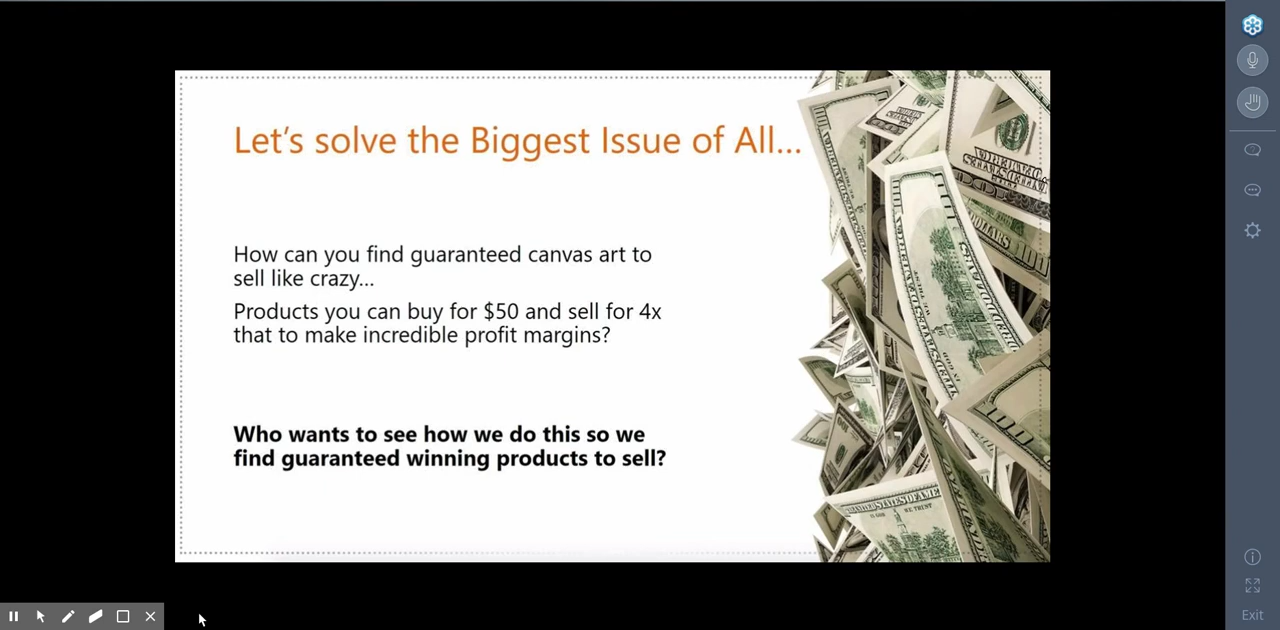 Let's solve the Biggest Issue of All...
How can you find guaranteed canvas art to
sell like crazy...
Products you can buy for $50 and sell for 4x
that to make incredible profit margins?
Who wants to see how we do this so we
find guaranteed winning products to sell?
Exit